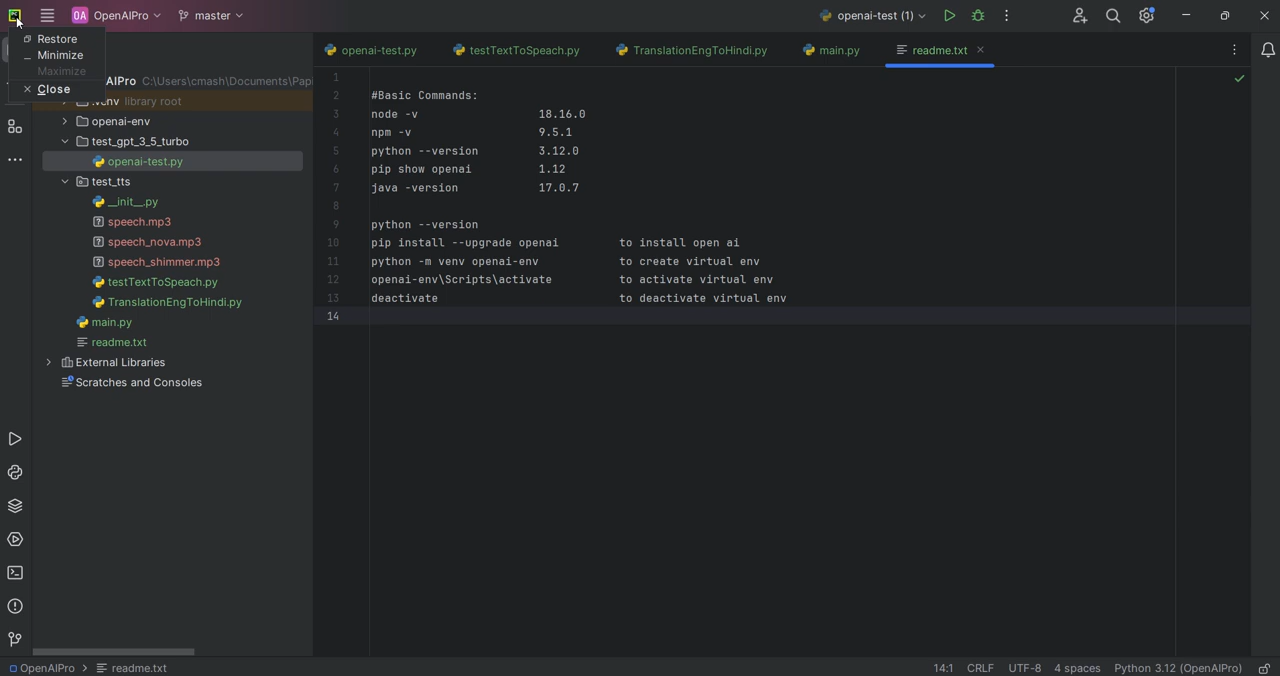 OA OpenAIPro master openai-test (1)
Restore
Minimize
Maximize
Close
AIPro C:\Users\cmash\Documents\Pap
.venv library root
openai-env
test_gpt_3_5_turbo
openai-test.py
test_tts
__init__.py
speech.mp3
speech_nova.mp3
speech_shimmer.mp3
testTextToSpeach.py
TranslationEngToHindi.py
main.py
readme.txt
External Libraries
Scratches and Consoles
openai-test.py testTextToSpeach.py TranslationEngToHindi.py main.py readme.txt
1
2 #Basic Commands:
3 node -v 18.16.0
4 npm -v 9.5.1
5 python --version 3.12.0
6 pip show openai 1.12
7 java -version 17.0.7
8
9 python --version
10 pip install --upgrade openai to install open ai
11 python -m venv openai-env to create virtual env
12 openai-env\Scripts\activate to activate virtual env
13 deactivate to deactivate virtual env
14
OpenAIPro > readme.txt 14:1 CRLF UTF-8 4 spaces Python 3.12 (OpenAIPro)